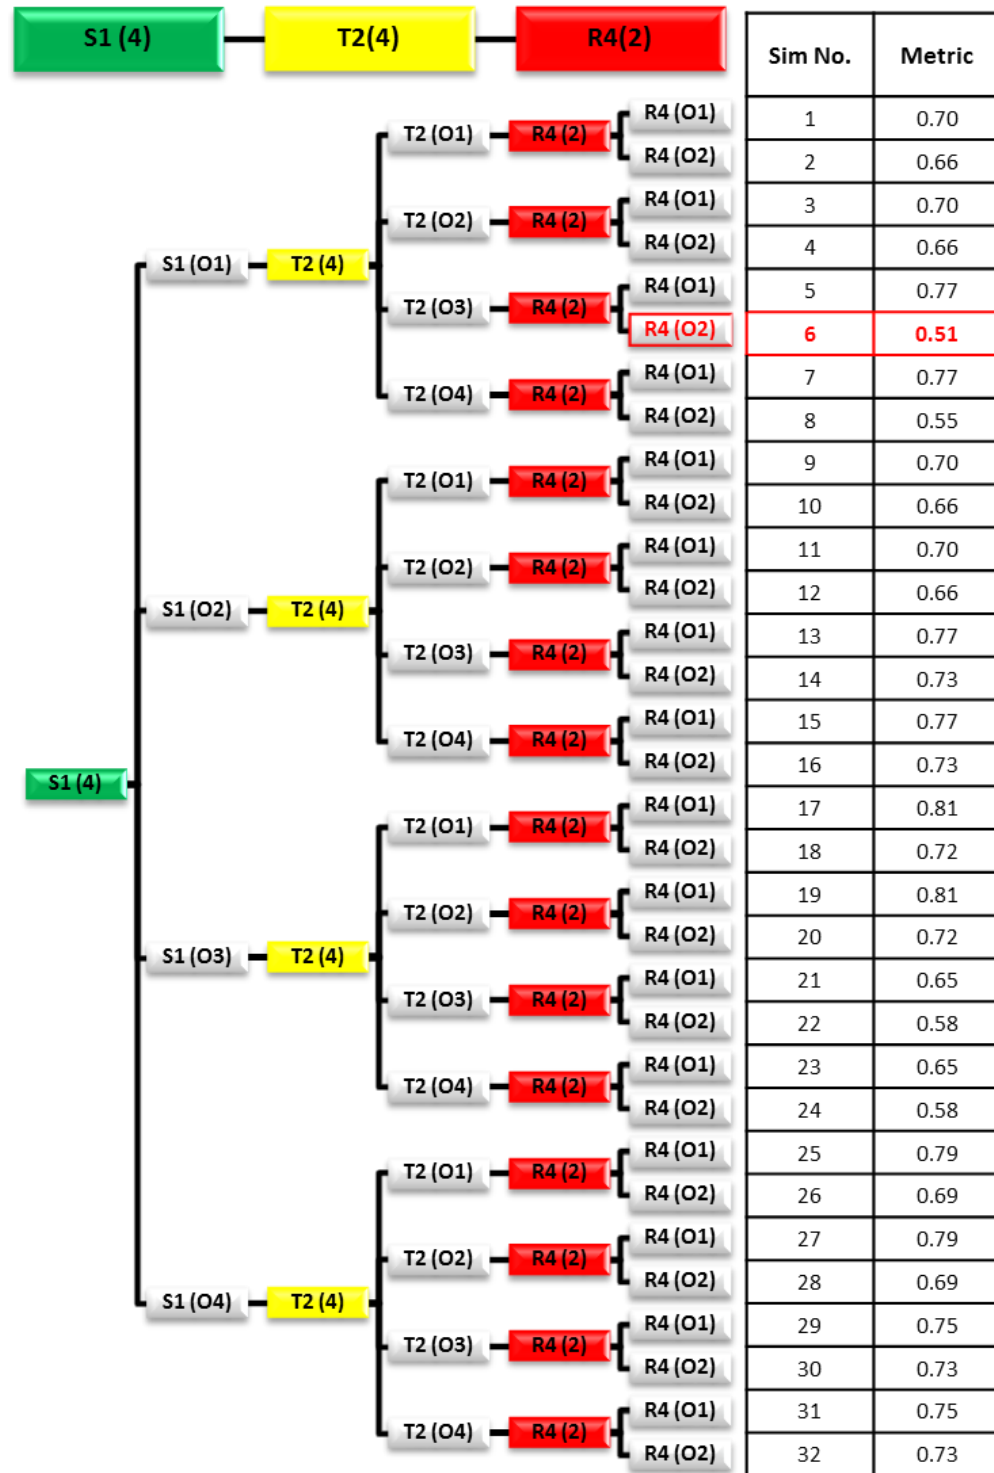 S1 (4) T2(4) R4(2)
Sim No. Metric
R4 (O1) 1 0.70
T2 (O1) R4 (2)
R4 (O2) 2 0.66
R4 (O1) 3 0.70
T2 (O2) R4 (2)
R4 (O2) 4 0.66
S1 (O1) T2 (4)
R4 (O1) 5 0.77
T2 (O3) R4 (2)
R4 (O2) 6 0.51
R4 (O1) 7 0.77
T2 (O4) R4 (2)
R4 (O2) 8 0.55
R4 (O1) 9 0.70
T2 (O1) R4 (2)
R4 (O2) 10 0.66
R4 (O1) 11 0.70
T2 (O2) R4 (2)
R4 (O2) 12 0.66
S1 (O2) T2 (4)
R4 (O1) 13 0.77
T2 (O3) R4 (2)
R4 (O2) 14 0.73
R4 (O1) 15 0.77
T2 (O4) R4 (2)
R4 (O2) 16 0.73
S1 (4)
R4 (O1) 17 0.81
T2 (O1) R4 (2)
R4 (O2) 18 0.72
R4 (O1) 19 0.81
T2 (O2) R4 (2)
R4 (O2) 20 0.72
S1 (O3) T2 (4)
R4 (O1) 21 0.65
T2 (O3) R4 (2)
R4 (O2) 22 0.58
R4 (O1) 23 0.65
T2 (O4) R4 (2)
R4 (O2) 24 0.58
R4 (O1) 25 0.79
T2 (O1) R4 (2)
R4 (O2) 26 0.69
R4 (O1) 27 0.79
T2 (O2) R4 (2)
R4 (O2) 28 0.69
S1 (O4) T2 (4)
R4 (O1) 29 0.75
T2 (O3) R4 (2)
R4 (O2) 30 0.73
R4 (O1) 31 0.75
T2 (O4) R4 (2)
R4 (O2) 32 0.73